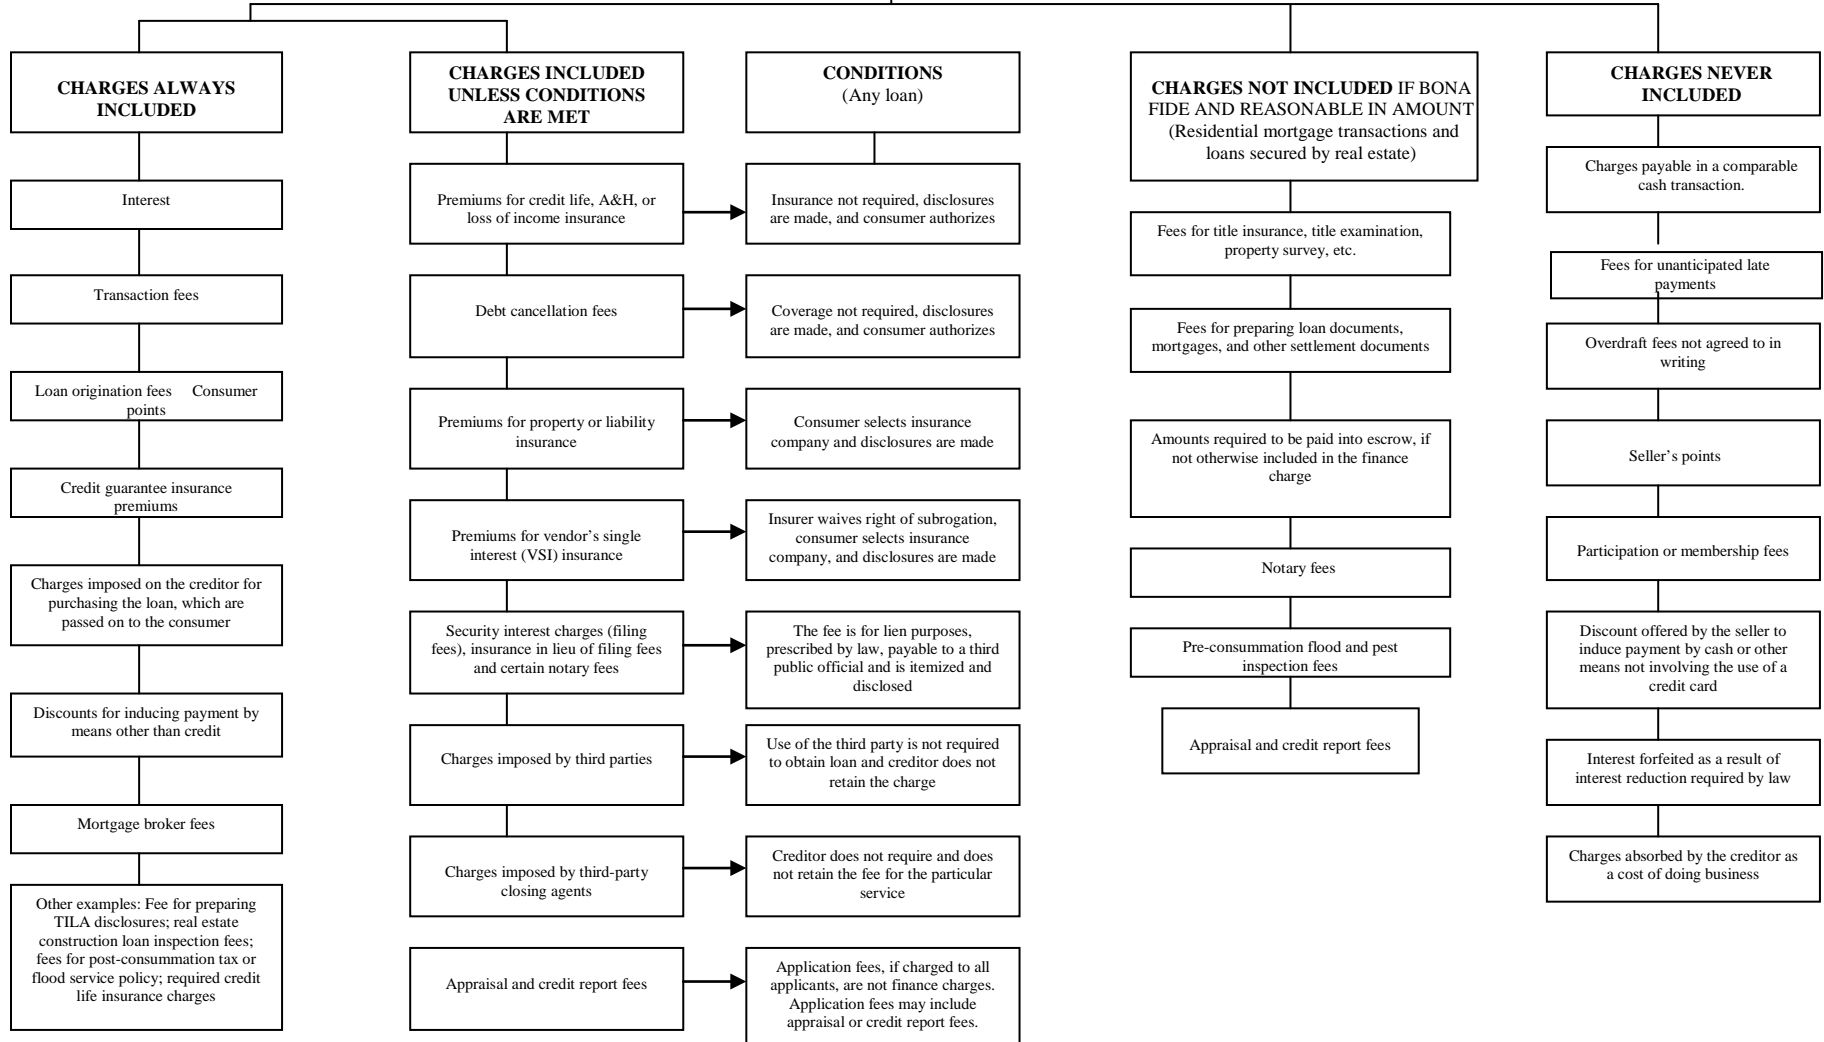 CHARGES ALWAYS
INCLUDED
Interest
Transaction fees
Loan origination fees Consumer
points
Credit guarantee insurance
premiums
Charges imposed on the creditor for
purchasing the loan, which are
passed on to the consumer
Discounts for inducing payment by
means other than credit
Mortgage broker fees
Other examples: Fee for preparing
TILA disclosures; real estate
construction loan inspection fees;
fees for post-consummation tax or
flood service policy; required credit
life insurance charges
CHARGES INCLUDED
UNLESS CONDITIONS
ARE MET
CONDITIONS
(Any loan)
Premiums for credit life, A&H, or
loss of income insurance
Insurance not required, disclosures
are made, and consumer authorizes
Debt cancellation fees
Coverage not required, disclosures
are made, and consumer authorizes
Premiums for property or liability
insurance
Consumer selects insurance
company and disclosures are made
Premiums for vendor's single
interest (VSI) insurance
Insurer waives right of subrogation,
consumer selects insurance
company, and disclosures are made
Security interest charges (filing
fees), insurance in lieu of filing fees
and certain notary fees
The fee is for lien purposes,
prescribed by law, payable to a third
public official and is itemized and
disclosed
Charges imposed by third parties
Use of the third party is not required
to obtain loan and creditor does not
retain the charge
Charges imposed by third-party
closing agents
Creditor does not require and does
not retain the fee for the particular
service
Appraisal and credit report fees
Application fees, if charged to all
applicants, are not finance charges.
Application fees may include
appraisal or credit report fees.
CHARGES NOT INCLUDED IF BONA
FIDE AND REASONABLE IN AMOUNT
(Residential mortgage transactions and
loans secured by real estate)
Fees for title insurance, title examination,
property survey, etc.
Fees for preparing loan documents,
mortgages, and other settlement documents
Amounts required to be paid into escrow, if
not otherwise included in the finance
charge
Notary fees
Pre-consummation flood and pest
inspection fees
Appraisal and credit report fees
CHARGES NEVER
INCLUDED
Charges payable in a comparable
cash transaction.
Fees for unanticipated late
payments
Overdraft fees not agreed to in
writing
Seller's points
Participation or membership fees
Discount offered by the seller to
induce payment by cash or other
means not involving the use of a
credit card
Interest forfeited as a result of
interest reduction required by law
Charges absorbed by the creditor as
a cost of doing business